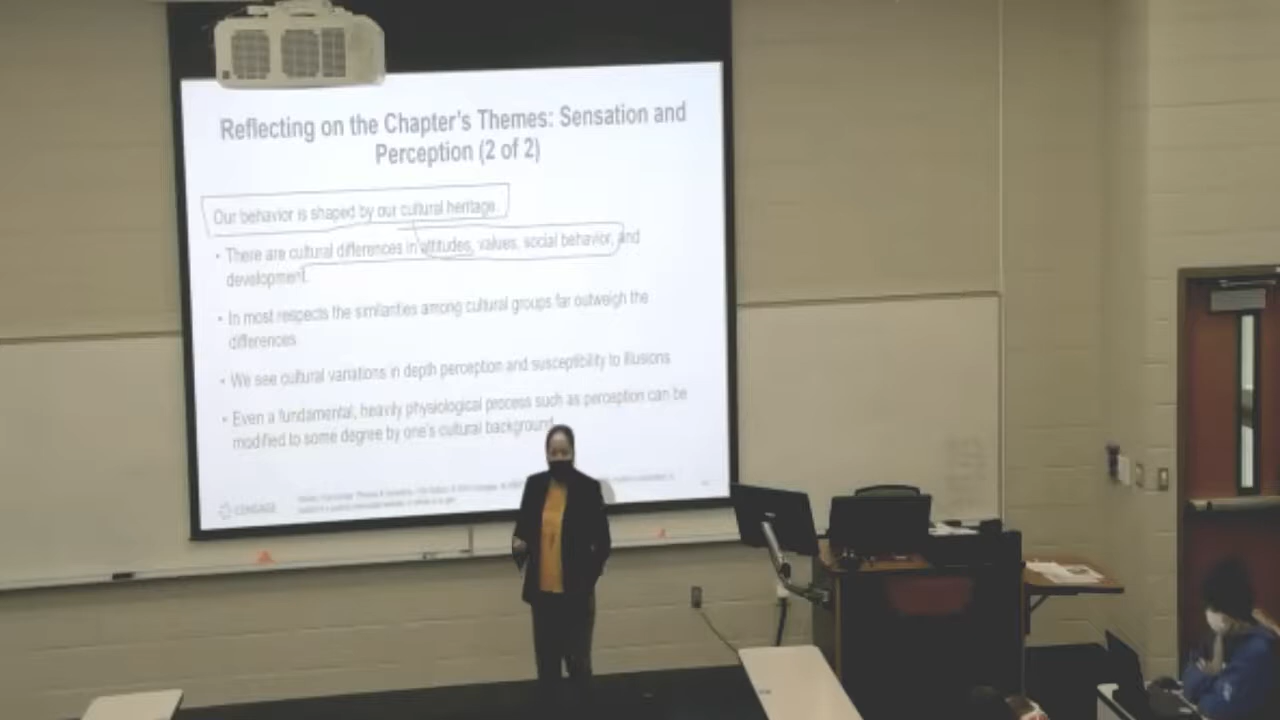 Reflecting on the Chapter's Themes: Sensation and
Perception (2 of 2)
Our behavior is shaped by our cultural heritage.
• There are cultural differences in attitudes, values, social behavior, and
development.
• In most respects the similarities among cultural groups far outweigh the
differences
• We see cultural variations in depth perception and susceptibility to illusions
• Even a fundamental, heavily physiological process such as perception can be
modified to some degree by one's cultural background
CENGAGE